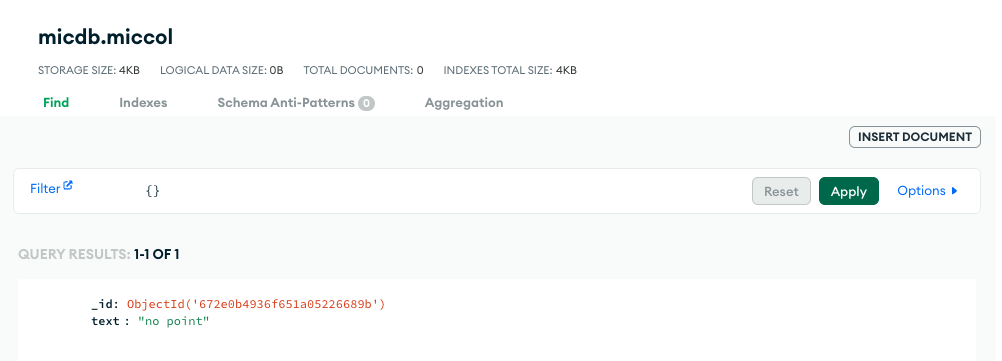 micdb.miccol
STORAGE SIZE: 4KB LOGICAL DATA SIZE: 0B TOTAL DOCUMENTS: 0 INDEXES TOTAL SIZE: 4KB
Find Indexes Schema Anti-Patterns 0 Aggregation
INSERT DOCUMENT
Filter {} Reset Apply Options
QUERY RESULTS: 1-1 OF 1
_id: ObjectId('672e0b4936f651a05226689b')
text : "no point"